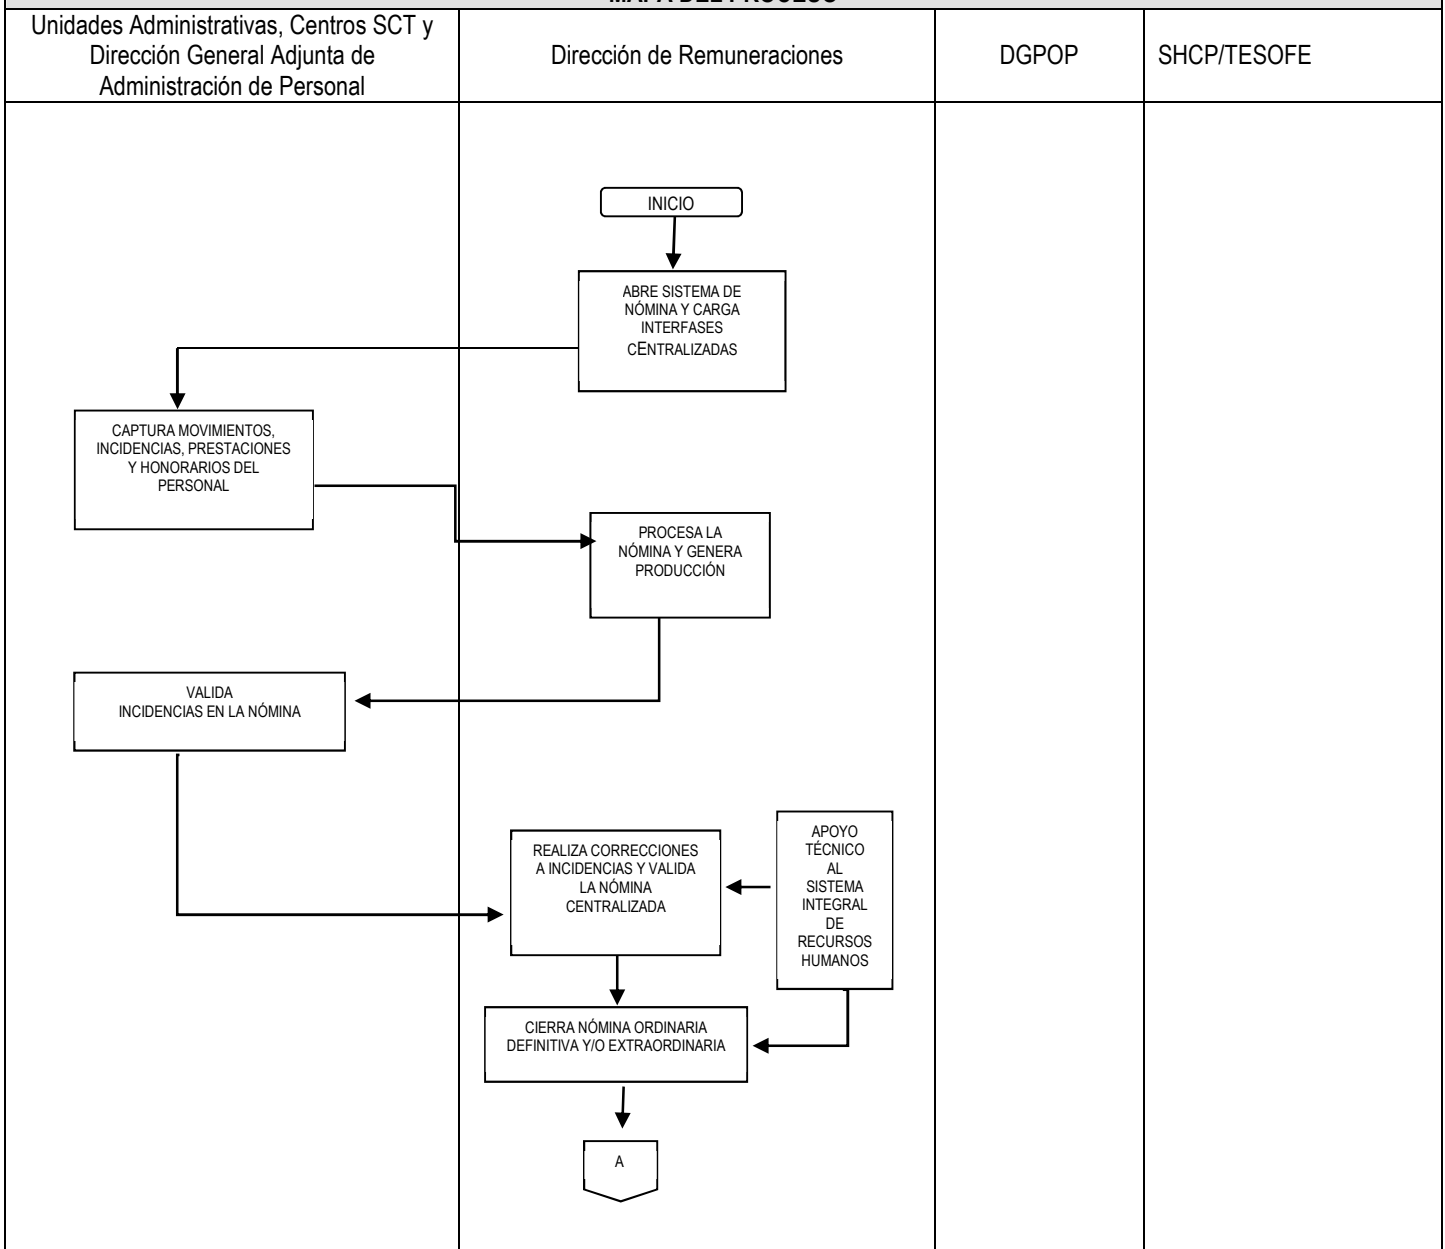 MAPA DEL PROCESO
Unidades Administrativas, Centros SCT y
Dirección General Adjunta de
Administración de Personal
Dirección de Remuneraciones
DGPOP
SHCP/TESOFE
INICIO
ABRE SISTEMA DE
NÓMINA Y CARGA
INTERFASES
CENTRALIZADAS
CAPTURA MOVIMIENTOS,
INCIDENCIAS, PRESTACIONES
Y HONORARIOS DEL
PERSONAL
PROCESA LA
NÓMINA Y GENERA
PRODUCCIÓN
VALIDA
INCIDENCIAS EN LA NÓMINA
REALIZA CORRECCIONES
A INCIDENCIAS Y VALIDA
LA NÓMINA
CENTRALIZADA
APOYO
TÉCNICO
AL
SISTEMA
INTEGRAL
DE
RECURSOS
HUMANOS
CIERRA NÓMINA ORDINARIA
DEFINITIVA Y/O EXTRAORDINARIA
A